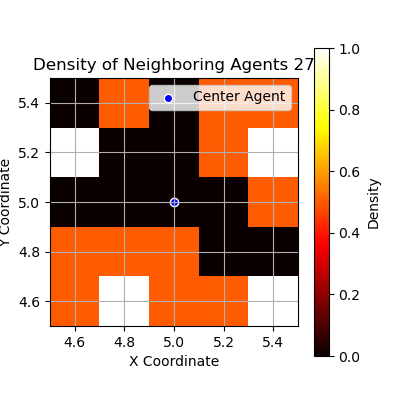 Density of Neighboring Agents 27
Center Agent
5.4
5.2
5.0
4.8
4.6
4.6 4.8 5.0 5.2 5.4
X Coordinate
Y Coordinate
1.0
0.8
0.6
0.4
0.2
0.0
Density